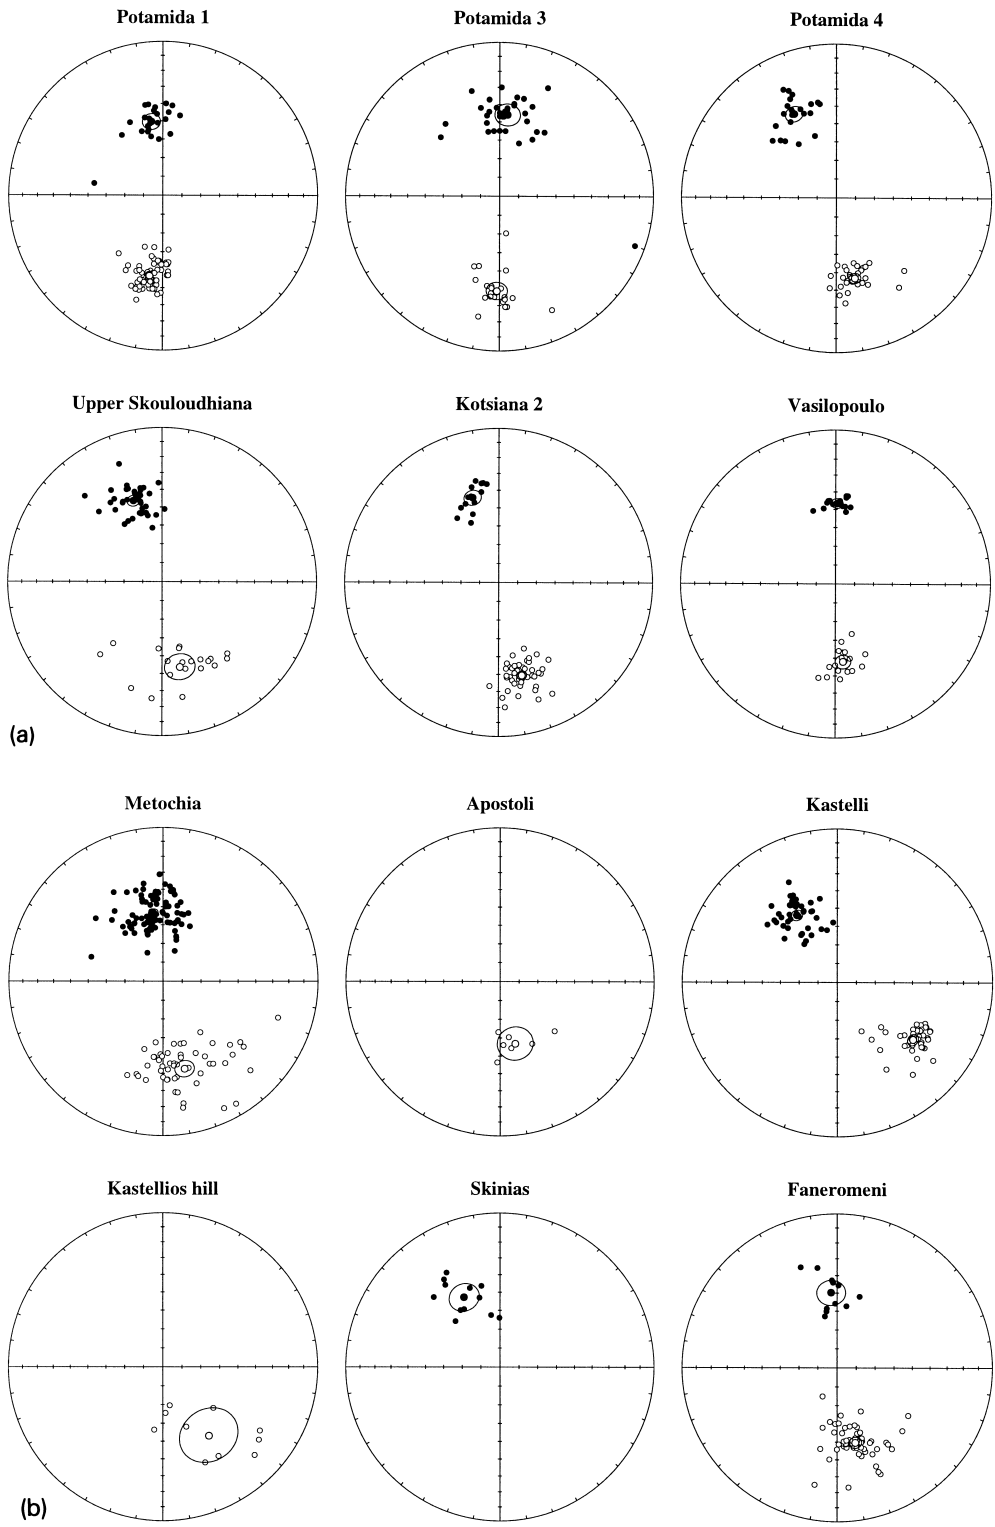 Potamida 1
Potamida 3
Potamida 4
Upper Skouloudhiana
Kotsiana 2
Vasilopoulo
(a)
Metochia
Apostoli
Kastelli
Kastellios hill
Skinias
Faneromeni
(b)